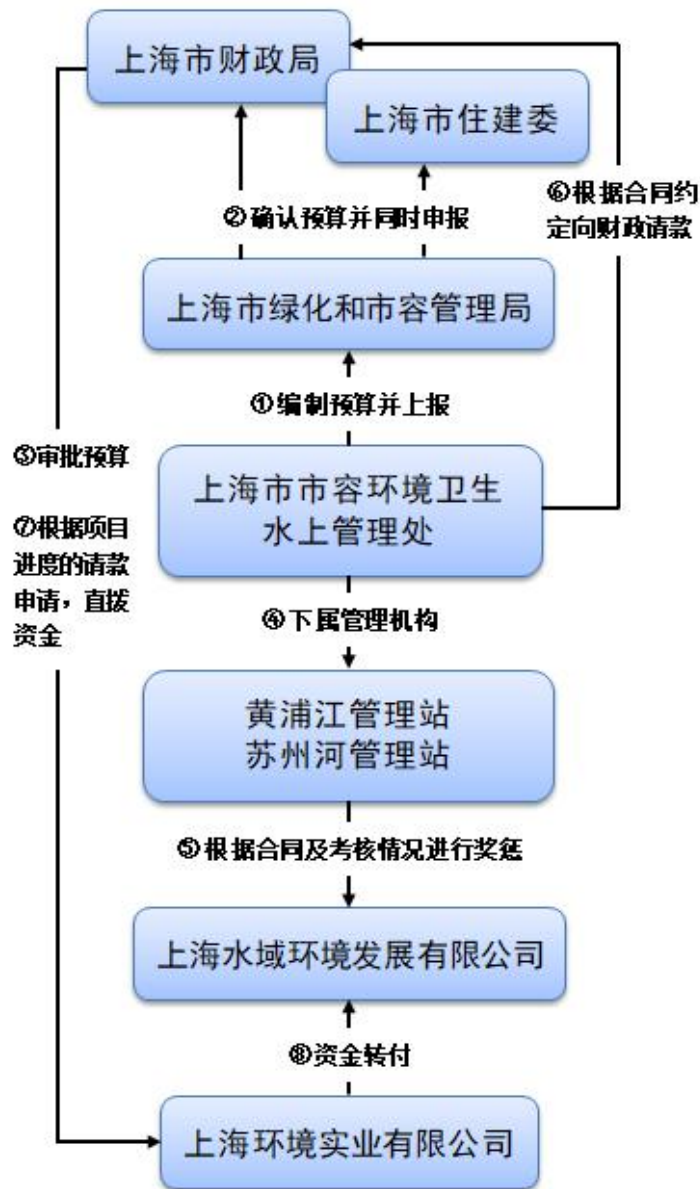 上海市财政局
上海市住建委
⑥根据合同约
定向财政请款
②确认预算并同时申报
上海市绿化和市容管理局
①编制预算并上报
③审批预算
上海市市容环境卫生
水上管理处
⑦根据项目
进度的请款
申请，直拨
资金
④下属管理机构
黄浦江管理站
苏州河管理站
⑤根据合同及考核情况进行奖惩
上海水域环境发展有限公司
⑧资金转付
上海环境实业有限公司